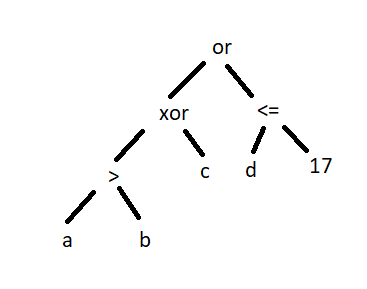 or
xor <=
> c d 17
a b